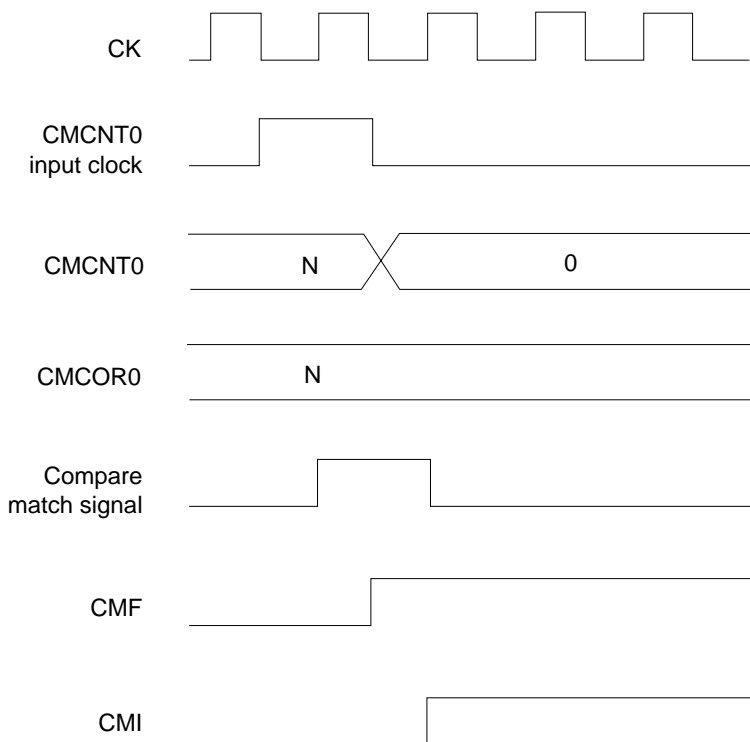 CK
CMCNT0
input clock
CMCNT0
N
0
CMCOR0
N
Compare
match signal
CMF
CMI